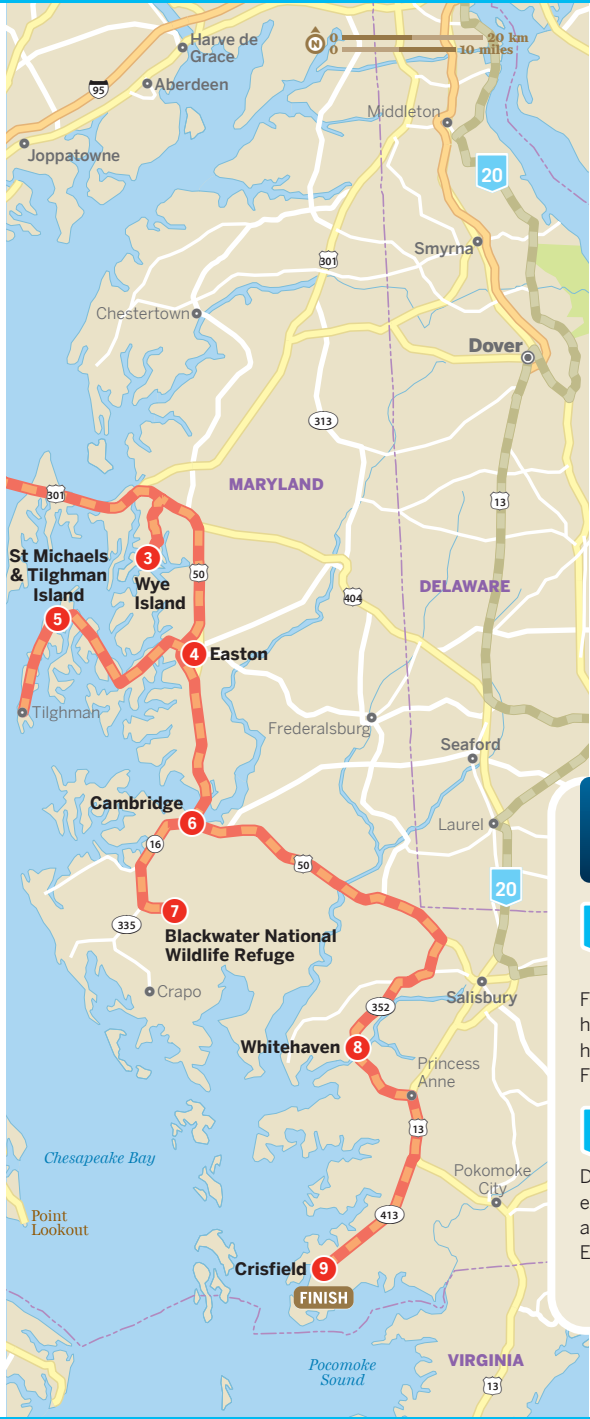 Harve de
Grace
N
0 20 km
0 10 miles
95
Aberdeen
Middleton
Joppatowne
20
Smyrna
301
Chestertown
Dover
313
MARYLAND
301
13
St Michaels
& Tilghman
Island
3
Wye
Island
50
DELAWARE
404
5
4 Easton
Tilghman
Frederalsburg
Seaford
Cambridge
6
Laurel
16
50
20
7
335
Blackwater National
Wildlife Refuge
Crapo
Salisbury
352
F
h
h
F
Whitehaven 8
Princess
Anne
13
Chesapeake Bay
Pokomoke
City
D
e
a
E
Point
Lookout
413
Crisfield 9
FINISH
VIRGINIA
Pocomoke
Sound
13